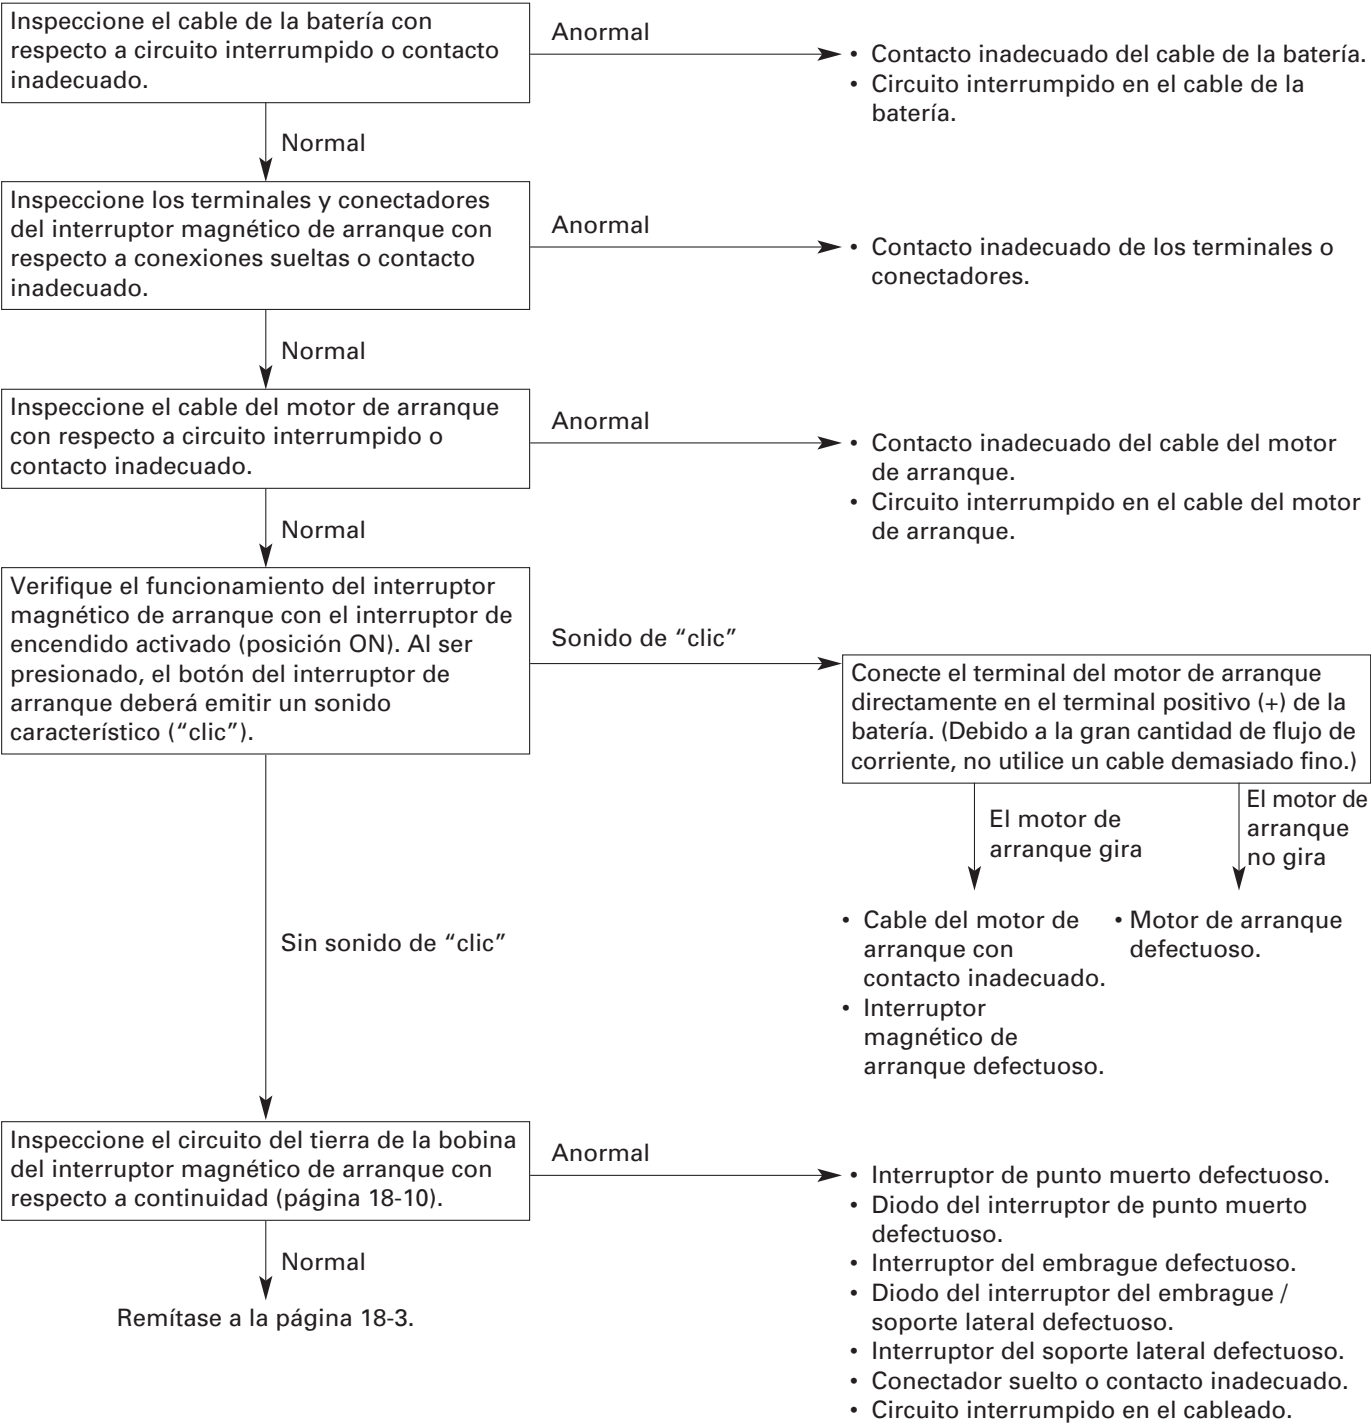 Inspeccione el cable de la batería con
respecto a circuito interrumpido o contacto
inadecuado.
Anormal
• Contacto inadecuado del cable de la batería.
• Circuito interrumpido en el cable de la
batería.
Normal
Inspeccione los terminales y conectadores
del interruptor magnético de arranque con
respecto a conexiones sueltas o contacto
inadecuado.
Anormal
• Contacto inadecuado de los terminales o
conectadores.
Normal
Inspeccione el cable del motor de arranque
con respecto a circuito interrumpido o
contacto inadecuado.
Anormal
• Contacto inadecuado del cable del motor
de arranque.
• Circuito interrumpido en el cable del motor
de arranque.
Normal
Verifique el funcionamiento del interruptor
magnético de arranque con el interruptor de
encendido activado (posición ON). Al ser
presionado, el botón del interruptor de
arranque deberá emitir un sonido
característico (“clic”).
Sonido de “clic”
Conecte el terminal del motor de arranque
directamente en el terminal positivo (+) de la
batería. (Debido a la gran cantidad de flujo de
corriente, no utilice un cable demasiado fino.)
El motor de
arranque gira
El motor de
arranque
no gira
• Cable del motor de
arranque con
contacto inadecuado.
• Interruptor
magnético de
arranque defectuoso.
• Motor de arranque
defectuoso.
Sin sonido de “clic”
Inspeccione el circuito del tierra de la bobina
del interruptor magnético de arranque con
respecto a continuidad (página 18-10).
Anormal
• Interruptor de punto muerto defectuoso.
• Diodo del interruptor de punto muerto
defectuoso.
• Interruptor del embrague defectuoso.
• Diodo del interruptor del embrague /
soporte lateral defectuoso.
• Interruptor del soporte lateral defectuoso.
• Conectador suelto o contacto inadecuado.
• Circuito interrumpido en el cableado.
Normal
Remítase a la página 18-3.